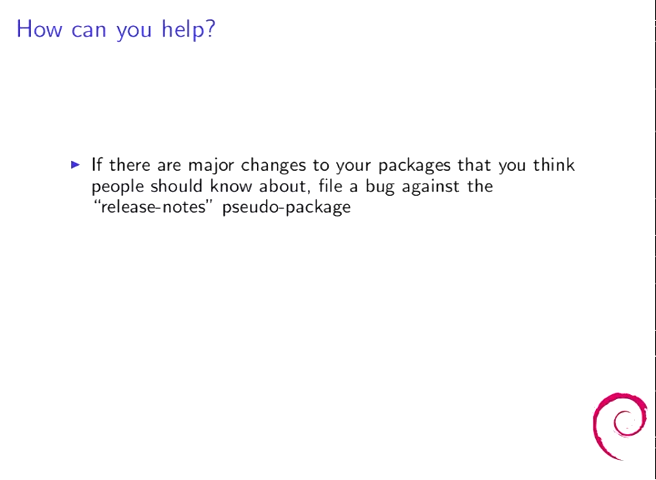 How can you help?
If there are major changes to your packages that you think
people should know about, file a bug against the
“release-notes” pseudo-package